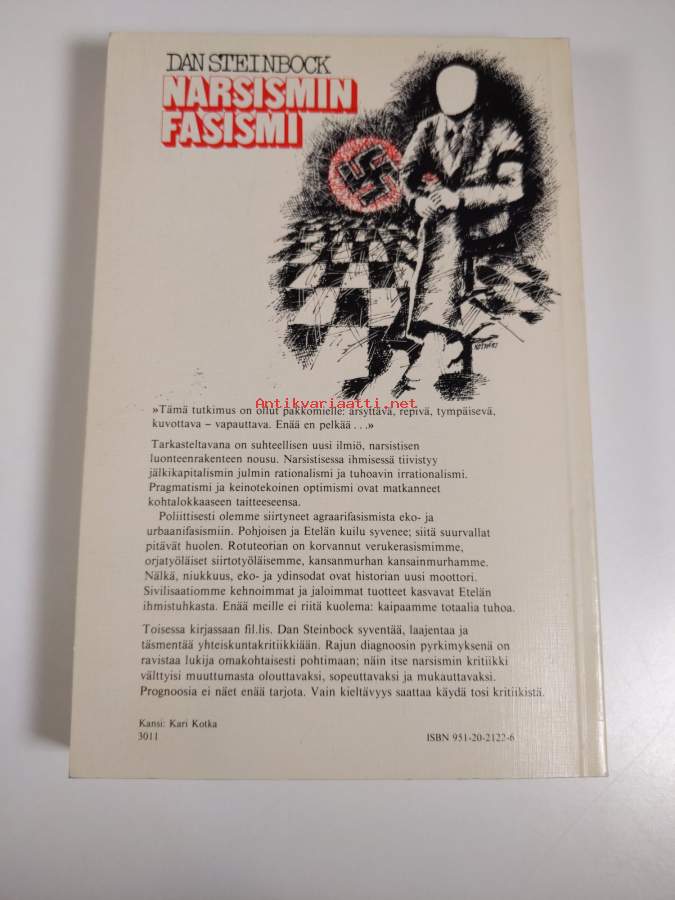 DAN STEINBOCK
NARSISMIN
FASISMI
Antikvariaatti.net
»Tämä tutkimus on ollut pakkomielle: ärsyttävä, repivä, tympäisevä,
kuvottava – vapauttava. Enää en pelkää . . .»
Tarkasteltavana on suhteellisen uusi ilmiö, narsistisen
luonteenrakenteen nousu. Narsistisessa ihmisessä tiivistyy
jälkikapitalismin julmin rationalismi ja tuhoavin irrationalismi.
Pragmatismi ja keinotekoinen optimismi ovat matkanneet
kohtalokkaaseen taitteeseensa.
Poliittisesti olemme siirtyneet agraarifasismista eko- ja
urbaanifasismiin. Pohjoisen ja Etelän kuilu syvenee; siitä suurvallat
pitävät huolen. Rotuteorian on korvannut verukerasismimme,
orjatyöläiset siirtotyöläisemme, kansanmurhan kansainmurhamme.
Nälkä, niukkuus, eko- ja ydinsodat ovat historian uusi moottori.
Sivilisaatiomme kehnoimmat ja jaloimmat tuotteet kasvavat Etelän
ihmistuhkasta. Enää meille ei riitä kuolema: kaipaamme totaalia tuhoa.
Toisessa kirjassaan fil.lis. Dan Steinbock syventää, laajentaa ja
täsmentää yhteiskuntakritiikkiään. Rajun diagnoosin pyrkimyksenä on
ravistaa lukija omakohtaisesti pohtimaan; näin itse narsismin kritiikki
välttyisi muuttumasta olouttavaksi, sopeuttavaksi ja mukauttavaksi.
Prognoosia ei näet enää tarjota. Vain kieltävyys saattaa käydä tosi kritiikistä.
Kansi: Kari Kotka
3011
ISBN 951-20-2122-6